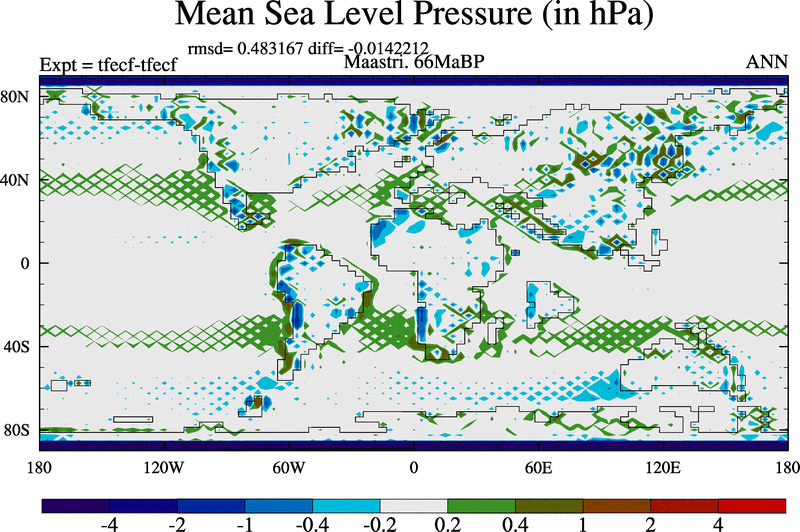 Mean Sea Level Pressure (in hPa)
rmsd= 0.483167 diff= -0.0142212
Expt = tfecf-tfecf Maastri. 66MaBP ANN
80N
40N
0
40S
80S
180 120W 60W 0 60E 120E 180
-4 -2 -1 -0.4 -0.2 0.2 0.4 1 2 4